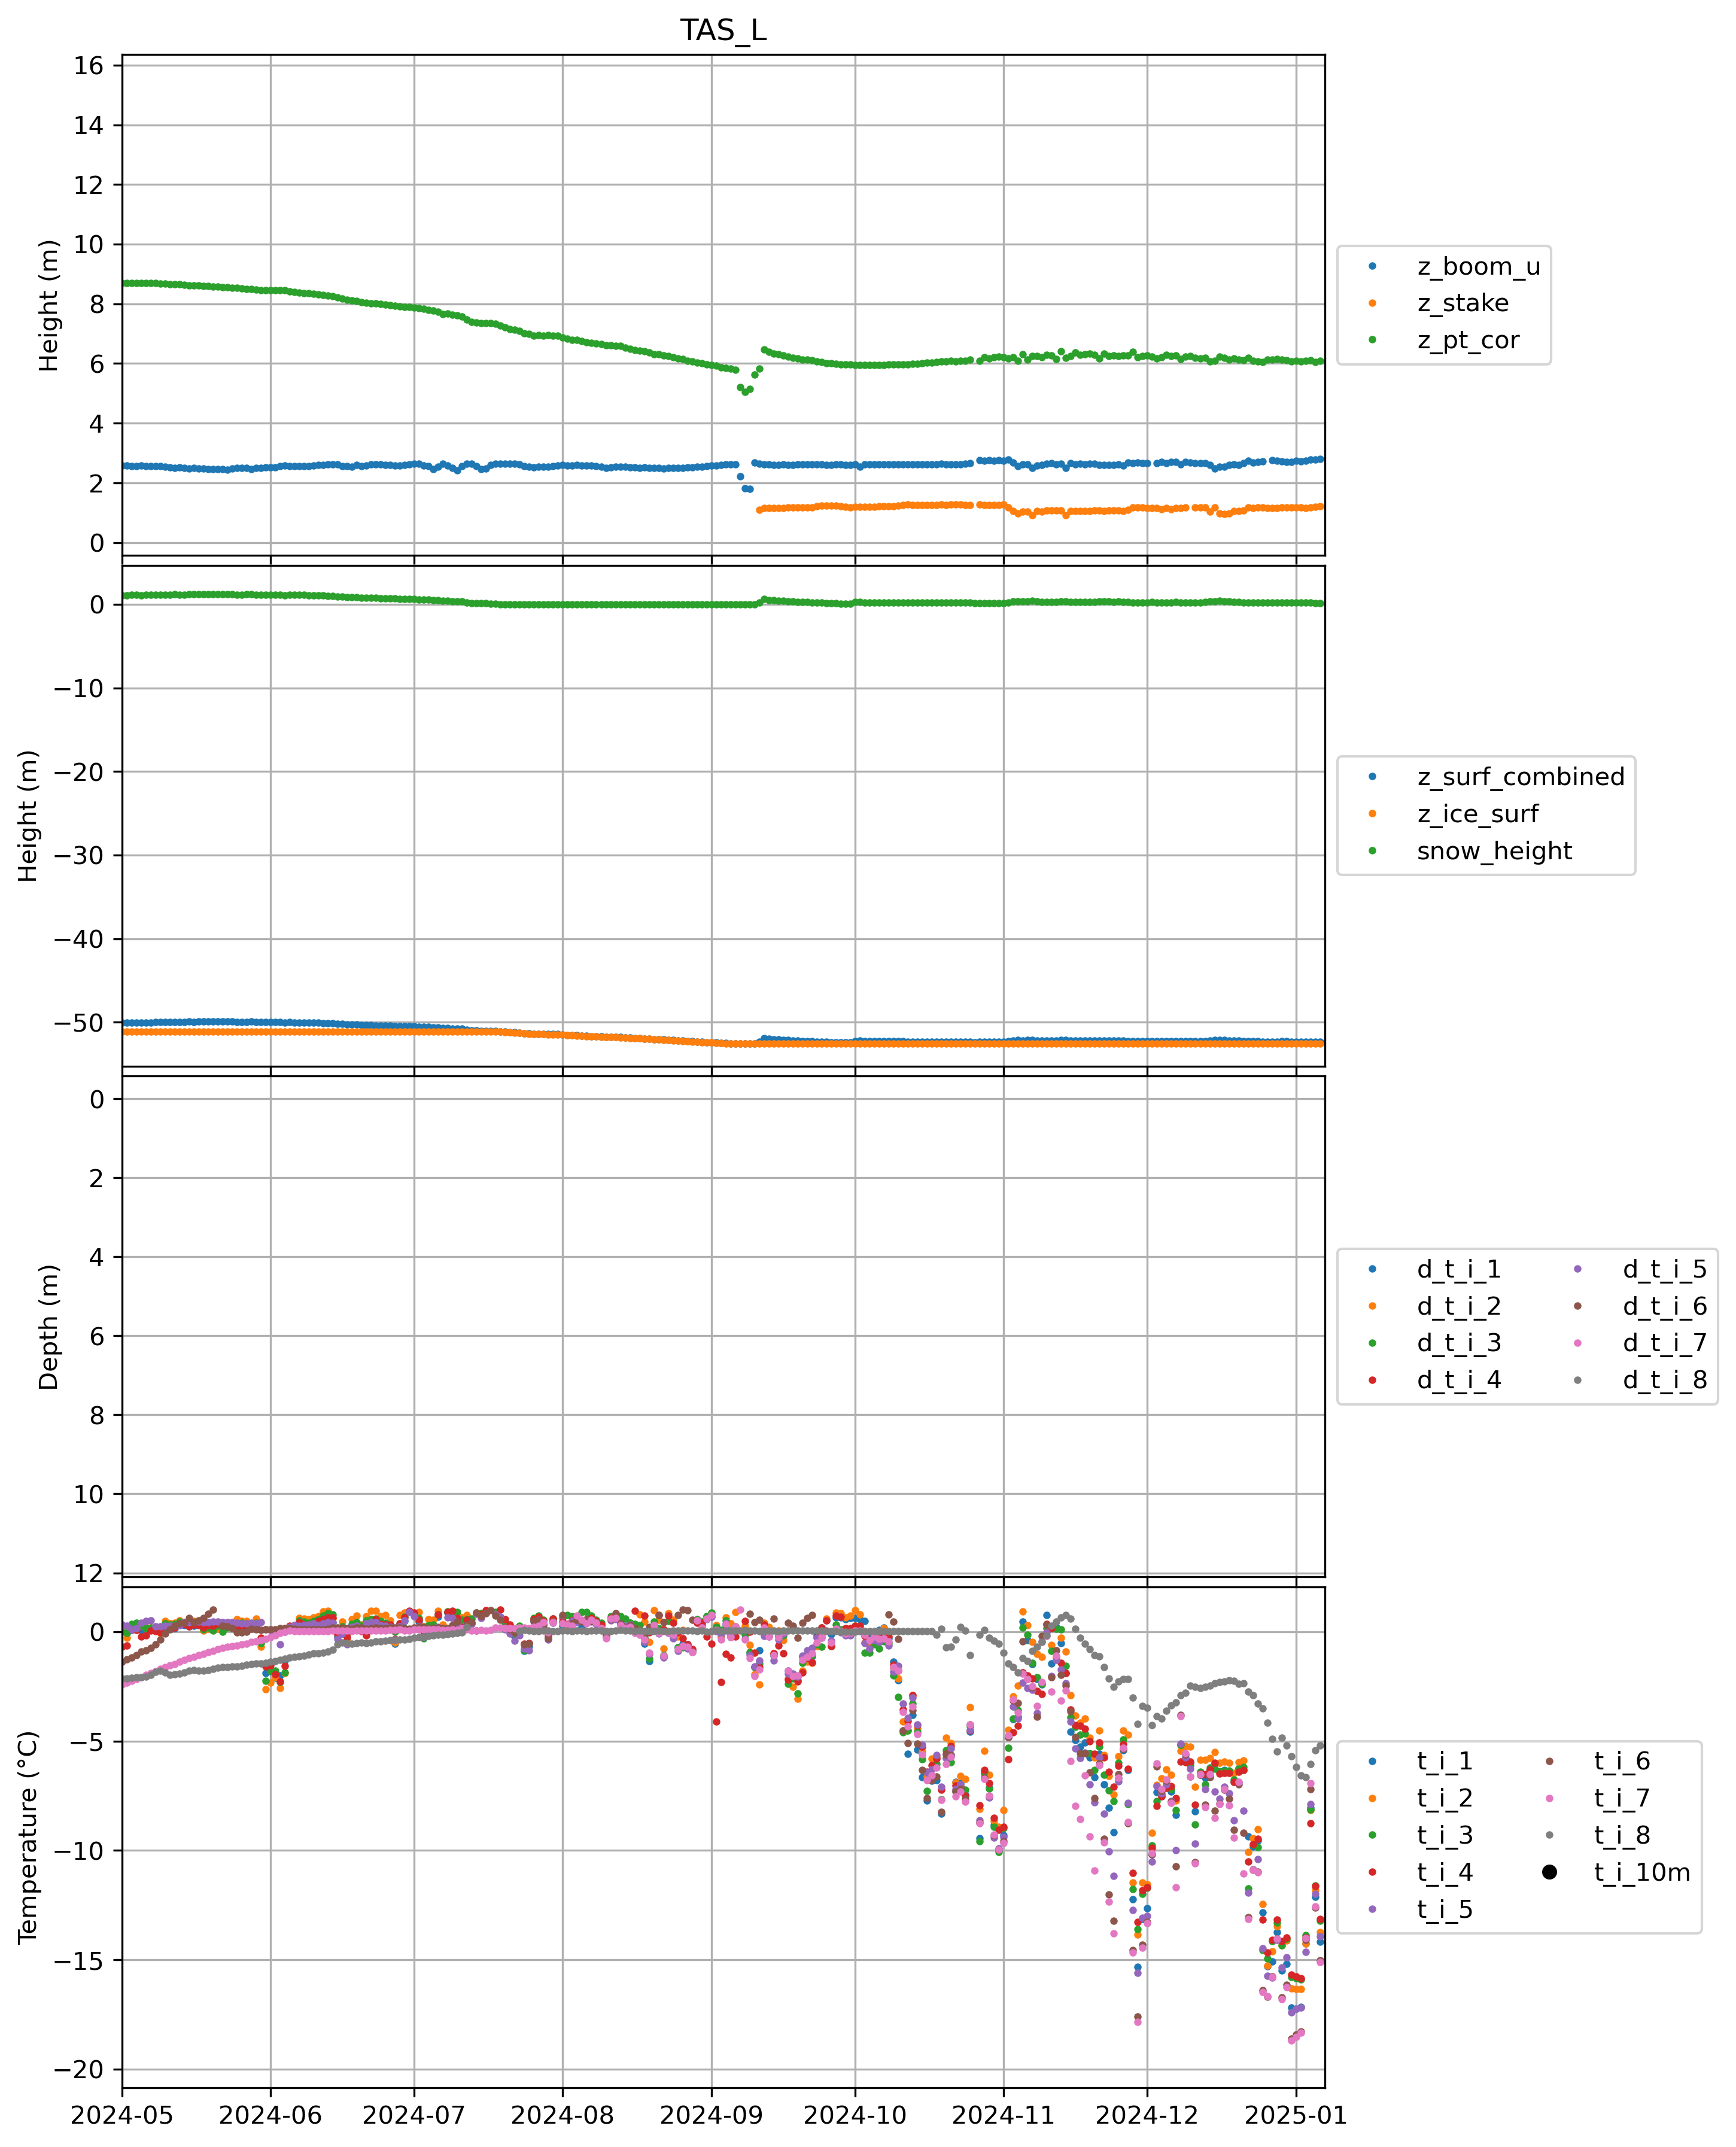 TAS_L
16
14
12
10
8
6
4
2
0
Height (m)
z_boom_u
z_stake
z_pt_cor
0
−10
−20
−30
−40
−50
Height (m)
z_surf_combined
z_ice_surf
snow_height
0
2
4
6
8
10
12
Depth (m)
d_t_i_1
d_t_i_2
d_t_i_3
d_t_i_4
d_t_i_5
d_t_i_6
d_t_i_7
d_t_i_8
0
−5
−10
−15
−20
Temperature (°C)
t_i_1
t_i_2
t_i_3
t_i_4
t_i_5
t_i_6
t_i_7
t_i_8
t_i_10m
2024-05 2024-06 2024-07 2024-08 2024-09 2024-10 2024-11 2024-12 2025-01